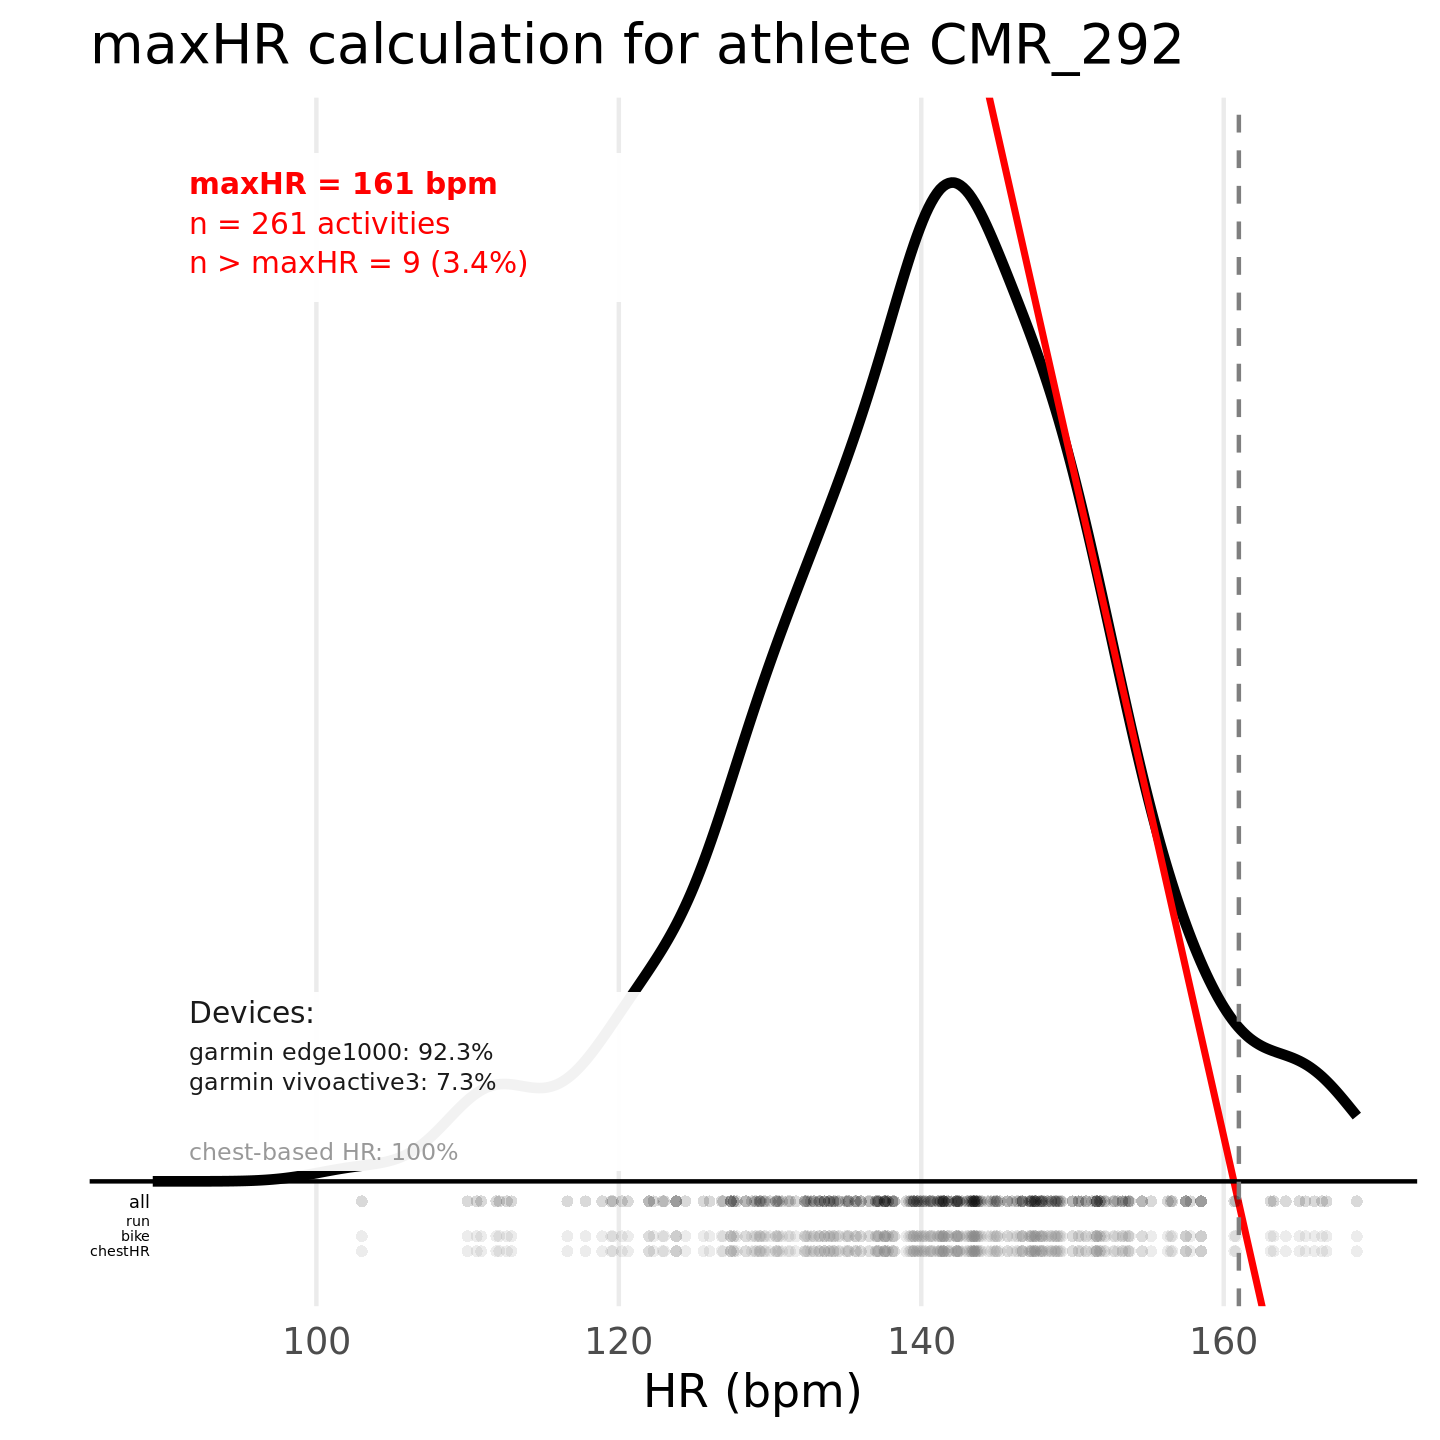 maxHR calculation for athlete CMR_292
maxHR = 161 bpm
n = 261 activities
n > maxHR = 9 (3.4%)
Devices:
garmin edge1000: 92.3%
garmin vivoactive3: 7.3%
chest-based HR: 100%
all
run
bike
chestHR
100 120 140 160
HR (bpm)